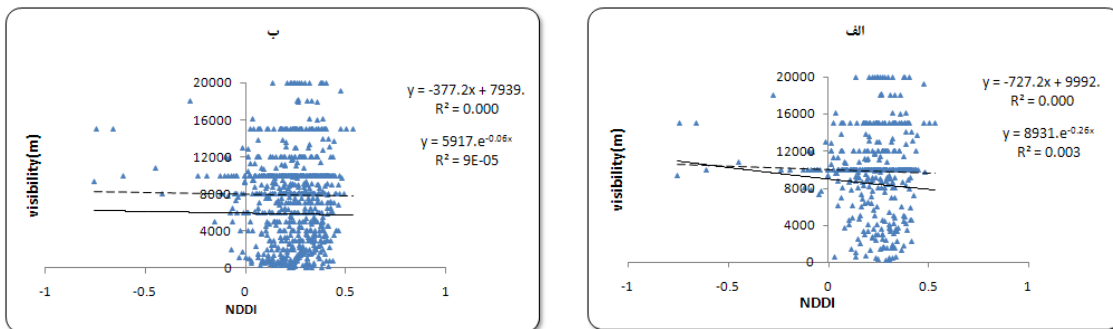 ب
20000
16000
12000
8000
4000
0
-1
-0.5
0
0.5
1
visibility(m)
NDDI
y = -377.2x + 7939.
R² = 0.000
y = 5917.e-0.06x
R² = 9E-05
الف
20000
16000
12000
8000
4000
0
-1
-0.5
0
0.5
1
visibility(m)
NDDI
y = -727.2x + 9992.
R² = 0.000
y = 8931.e-0.26x
R² = 0.003